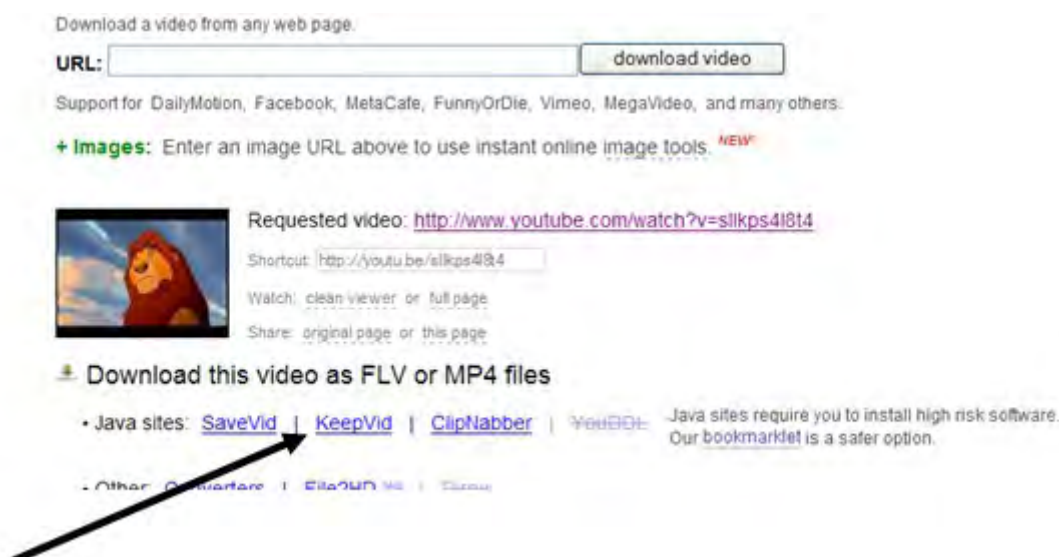 Download a video from any web page.
URL: download video
Support for DailyMotion, Facebook, MetaCafe, FunnyOrDie, Vimeo, MegaVideo, and many others.
+ Images: Enter an image URL above to use instant online image tools. NEW!
Requested video: http://www.youtube.com/watch?v=sllkps4l8t4
Shortcut: http://youtu.be/sllkps4l8t4
Watch: clean viewer or full page
Share: original page or this page
Download this video as FLV or MP4 files
• Java sites: SaveVid | KeepVid | ClipNabber | YouDDL Java sites require you to install high risk software.
Our bookmarklet is a safer option.
• Other: Converters | File2HD |